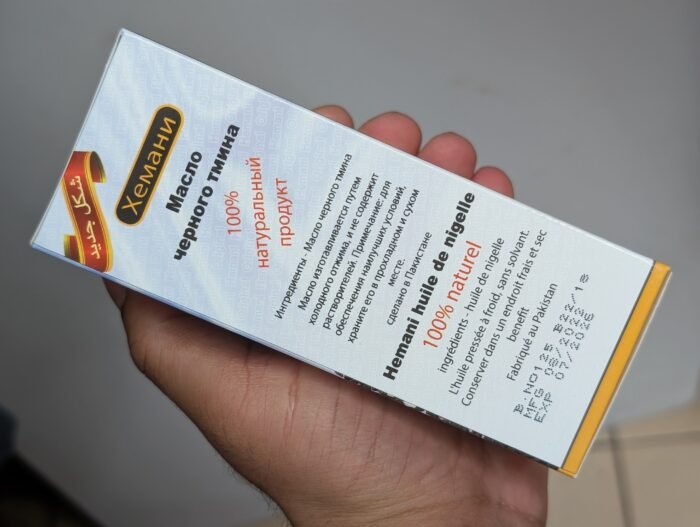 شكل جديد
Хемани
Масло
черного тмина
100%
натуральный
продукт
Ингредиенты - Масло черного тмина
Масло изготавливается путем
холодного отжима, и не содержит
растворителей. Примечание: для
обеспечения наилучших условий,
храните его в прохладном и сухом
месте.
сделано в Пакистане
Hemani huile de nigelle
100% naturel
ingrédients - huile de nigelle
L'huile pressée à froid, sans solvant.
Conserver dans un endroit frais et sec
benefit
Fabriqué au Pakistan
B.NO125 B22/18
MFG 08/2022
EXP 07/2026